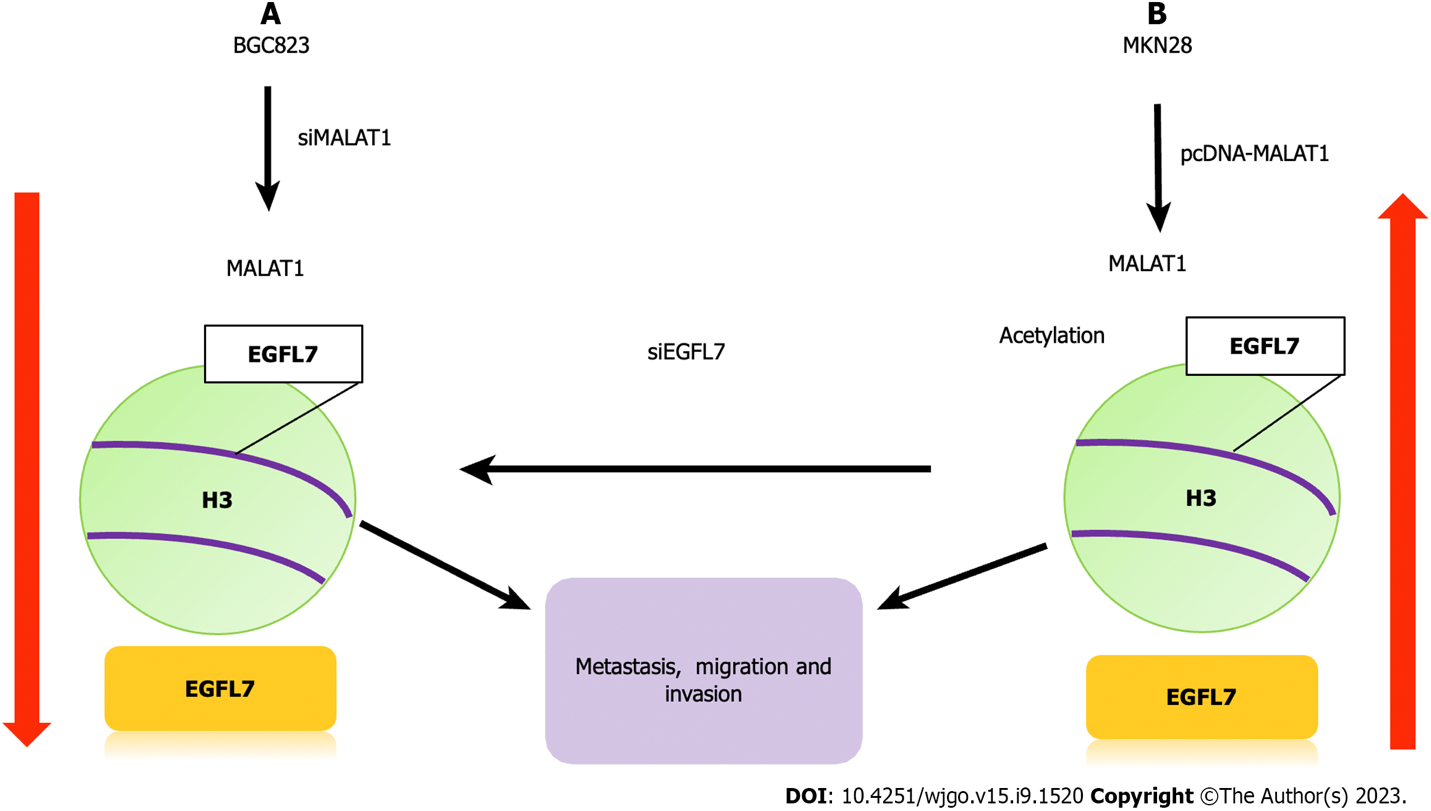 A
BGC823
siMALAT1
MALAT1
EGFL7
H3
EGFL7
siEGFL7
Metastasis, migration and
invasion
B
MKN28
pcDNA-MALAT1
MALAT1
Acetylation
EGFL7
H3
EGFL7
DOI: 10.4251/wjgo.v15.i9.1520 Copyright ©The Author(s) 2023.